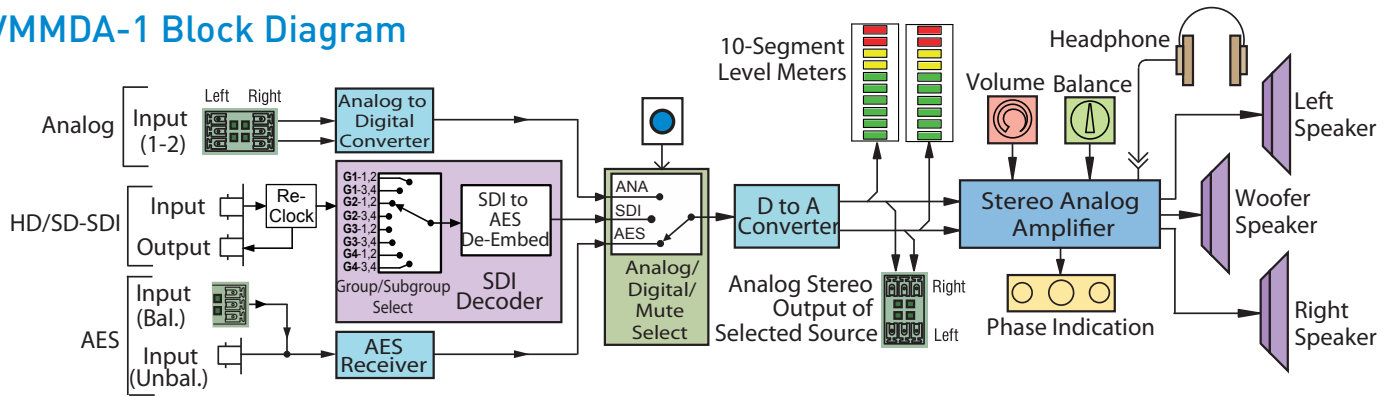 VMMDA-1 Block Diagram
Analog
Input
(1-2)
Left Right
Analog to
Digital
Converter
HD/SD-SDI
Input
Output
Re-
Clock
G1-1,2
G1-3,4
G2-1,2
G2-3,4
G3-1,2
G3-3,4
G4-1,2
G4-3,4
Group/Subgroup
Select
SDI to
AES
De-Embed
SDI
Decoder
AES
Input
(Bal.)
Input
(Unbal.)
AES
Receiver
ANA
SDI
AES
Analog/
Digital/
Mute
Select
D to A
Converter
10-Segment
Level Meters
Analog Stereo
Output of
Selected Source
Right
Left
Volume
Balance
Headphone
Stereo Analog
Amplifier
Phase Indication
Left
Speaker
Woofer
Speaker
Right
Speaker